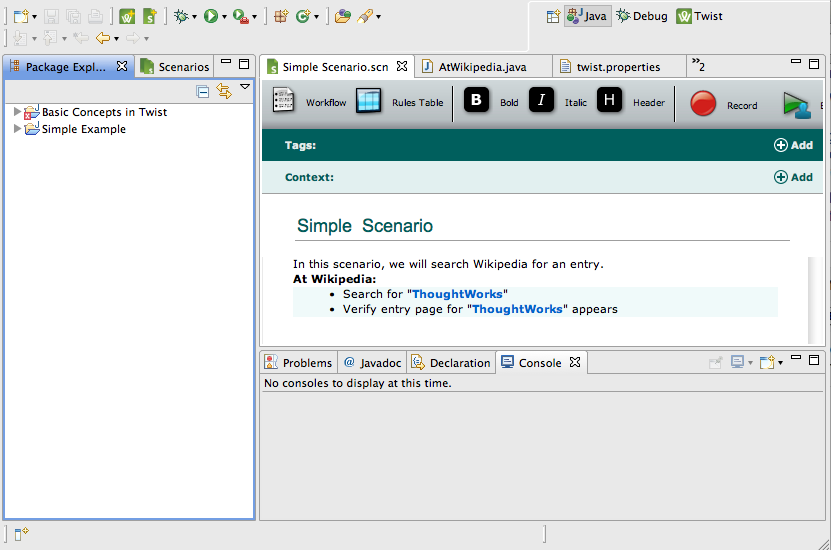 Java Debug Twist
Package Expl... Scenarios
Basic Concepts in Twist
Simple Example
Simple Scenario.scn AtWikipedia.java twist.properties »2
Workflow Rules Table B Bold I Italic H Header Record
Tags: Add
Context: Add
Simple Scenario
In this scenario, we will search Wikipedia for an entry.
At Wikipedia:
• Search for "ThoughtWorks"
• Verify entry page for "ThoughtWorks" appears
Problems @ Javadoc Declaration Console
No consoles to display at this time.